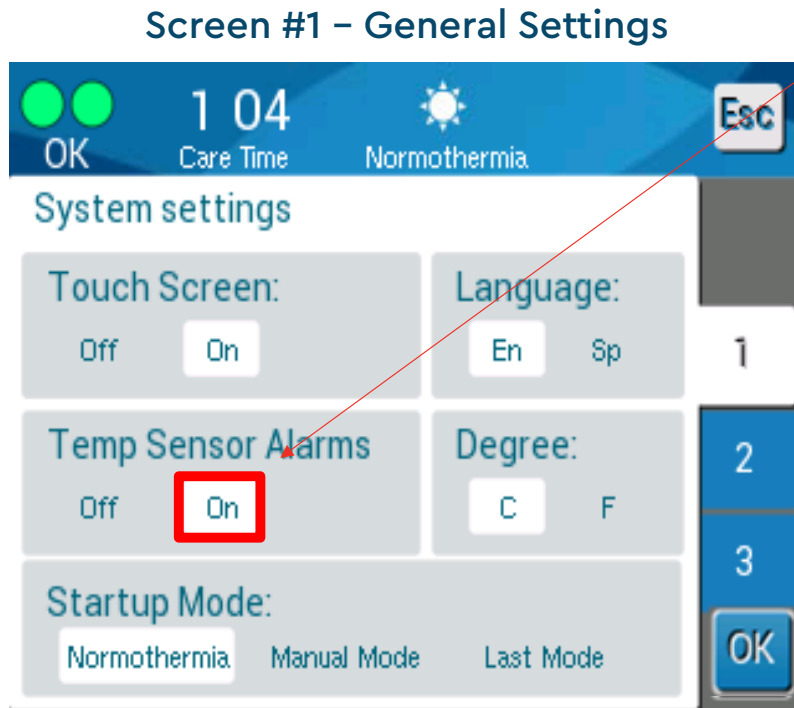 Screen #1 – General Settings
OK
1 04
Care Time
Normothermia
Esc
System settings
Touch Screen:
Off On
Language:
En Sp
1
Temp Sensor Alarms
Off On
Degree:
C F
2
3
Startup Mode:
Normothermia Manual Mode Last Mode
OK